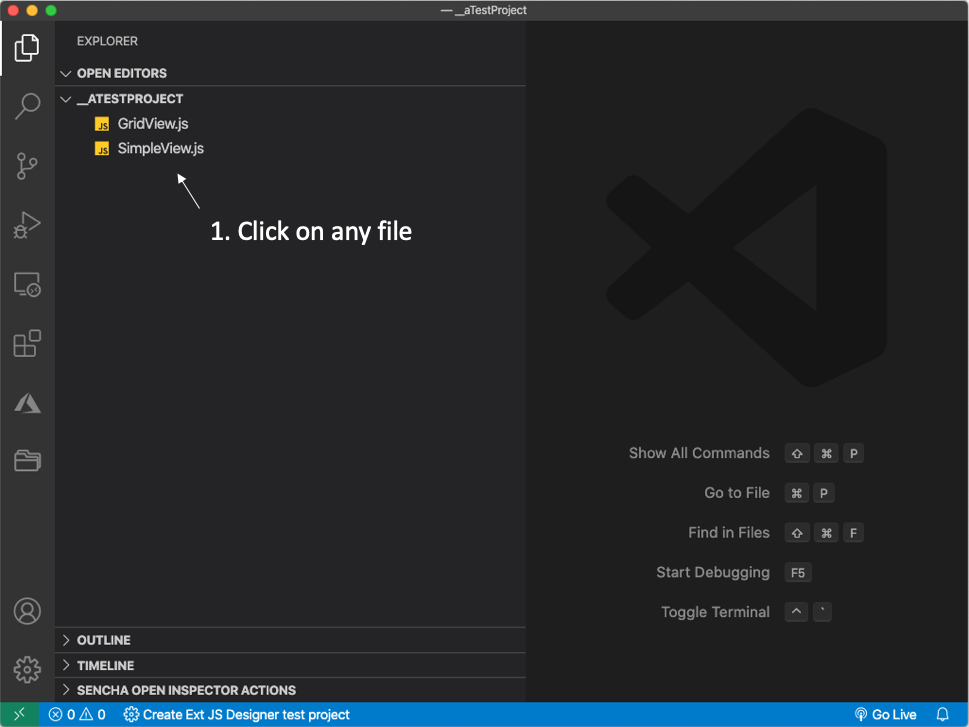 — __aTestProject
EXPLORER
OPEN EDITORS
__ATESTPROJECT
JS GridView.js
JS SimpleView.js
1. Click on any file
Show All Commands ⇧ ⌘ P
Go to File ⌘ P
Find in Files ⇧ ⌘ F
Start Debugging F5
Toggle Terminal ^ `
OUTLINE
TIMELINE
SENCHA OPEN INSPECTOR ACTIONS
0 0 Create Ext JS Designer test project Go Live